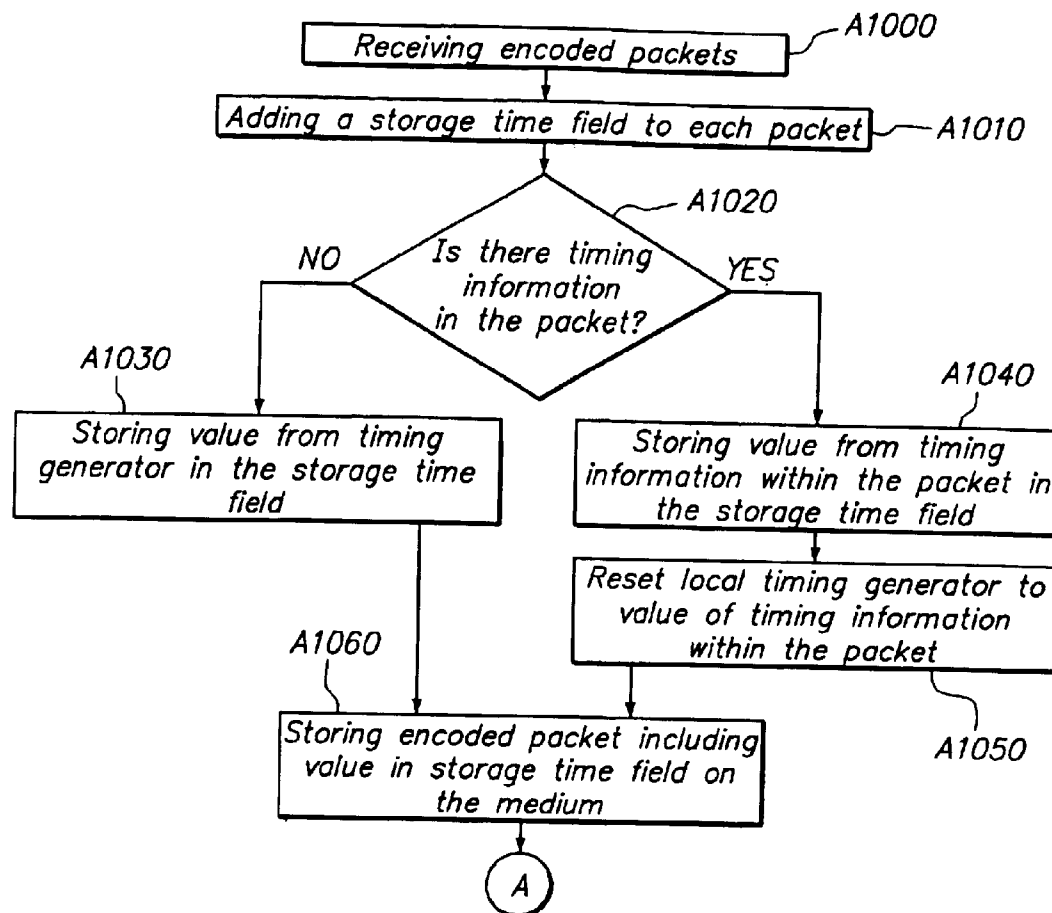 A1000
Receiving encoded packets
Adding a storage time field to each packet
A1010
A1020
Is there timing
information
in the packet?
NO
YES
A1030
Storing value from timing
generator in the storage time
field
A1040
Storing value from timing
information within the packet in
the storage time field
Reset local timing generator to
value of timing information
within the packet
A1050
A1060
Storing encoded packet including
value in storage time field on
the medium
A